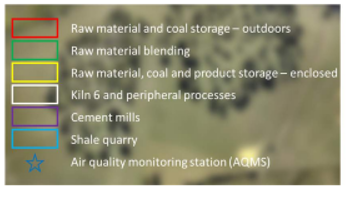 Raw material and coal storage – outdoors
Raw material blending
Raw material, coal and product storage – enclosed
Kiln 6 and peripheral processes
Cement mills
Shale quarry
Air quality monitoring station (AQMS)